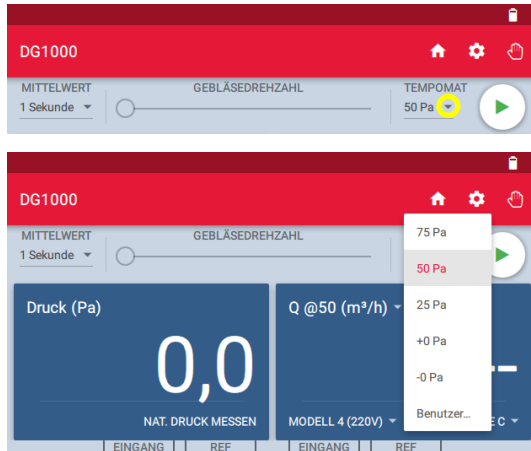 DG1000
MITTELWERT GEBLÄSEDREHZAHL TEMPOMAT
1 Sekunde 50 Pa
DG1000
MITTELWERT GEBLÄSEDREHZAHL
1 Sekunde
75 Pa
50 Pa
25 Pa
+0 Pa
-0 Pa
Benutzer...
Druck (Pa)
0,0
NAT. DRUCK MESSEN
Q @50 (m³/h)
--
MODELL 4 (220V) E C
EINGANG REF EINGANG REF